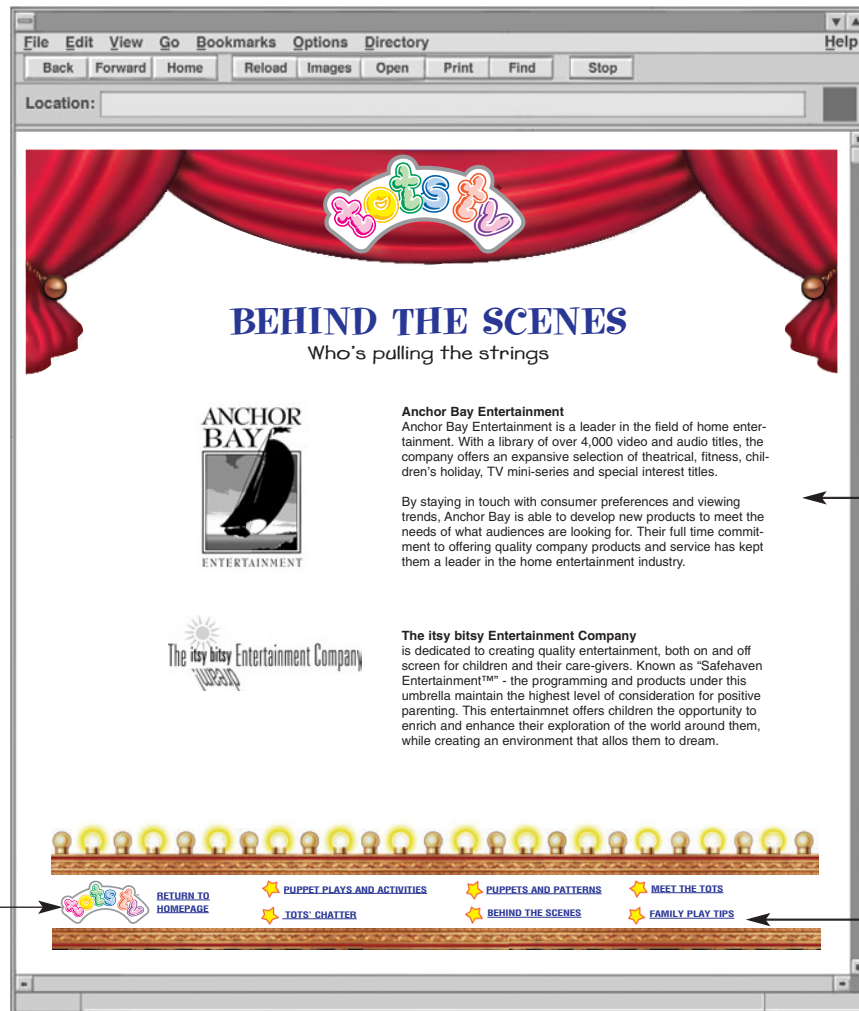 File Edit View Go Bookmarks Options Directory Help
Back Forward Home Reload Images Open Print Find Stop
Location:
tots tv
BEHIND THE SCENES
Who's pulling the strings
ANCHOR
BAY
ENTERTAINMENT
Anchor Bay Entertainment
Anchor Bay Entertainment is a leader in the field of home enter-
tainment. With a library of over 4,000 video and audio titles, the
company offers an expansive selection of theatrical, fitness, chil-
dren's holiday, TV mini-series and special interest titles.
By staying in touch with consumer preferences and viewing
trends, Anchor Bay is able to develop new products to meet the
needs of what audiences are looking for. Their full time commit-
ment to offering quality company products and service has kept
them a leader in the home entertainment industry.
The itsy bitsy Entertainment Company
dream
The itsy bitsy Entertainment Company
is dedicated to creating quality entertainment, both on and off
screen for children and their care-givers. Known as “Safehaven
Entertainment™” - the programming and products under this
umbrella maintain the highest level of consideration for positive
parenting. This entertainmnet offers children the opportunity to
enrich and enhance their exploration of the world around them,
while creating an environment that allos them to dream.
tots tv
RETURN TO
HOMEPAGE
PUPPET PLAYS AND ACTIVITIES
PUPPETS AND PATTERNS
MEET THE TOTS
TOTS' CHATTER
BEHIND THE SCENES
FAMILY PLAY TIPS